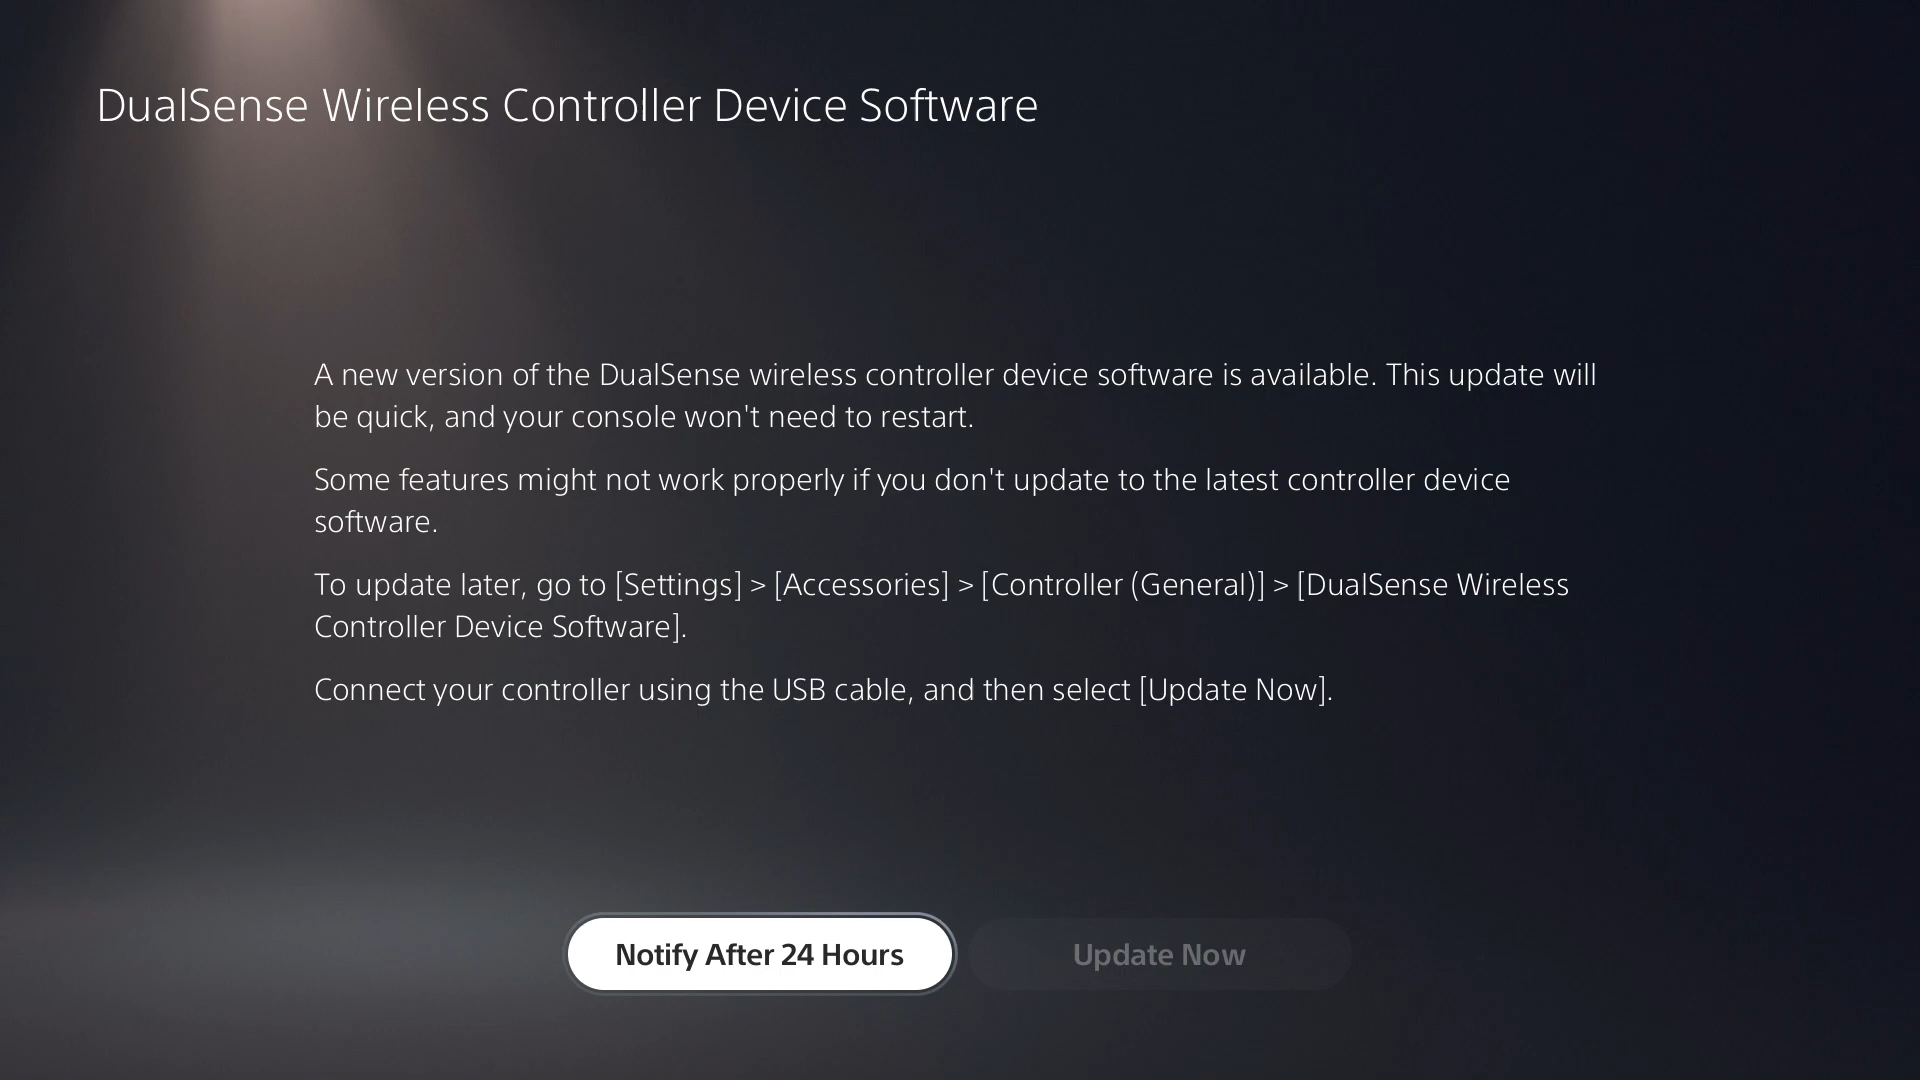 DualSense Wireless Controller Device Software
A new version of the DualSense wireless controller device software is available. This update will
be quick, and your console won't need to restart.
Some features might not work properly if you don't update to the latest controller device
software.
To update later, go to [Settings] > [Accessories] > [Controller (General)] > [DualSense Wireless
Controller Device Software].
Connect your controller using the USB cable, and then select [Update Now].
Notify After 24 Hours
Update Now